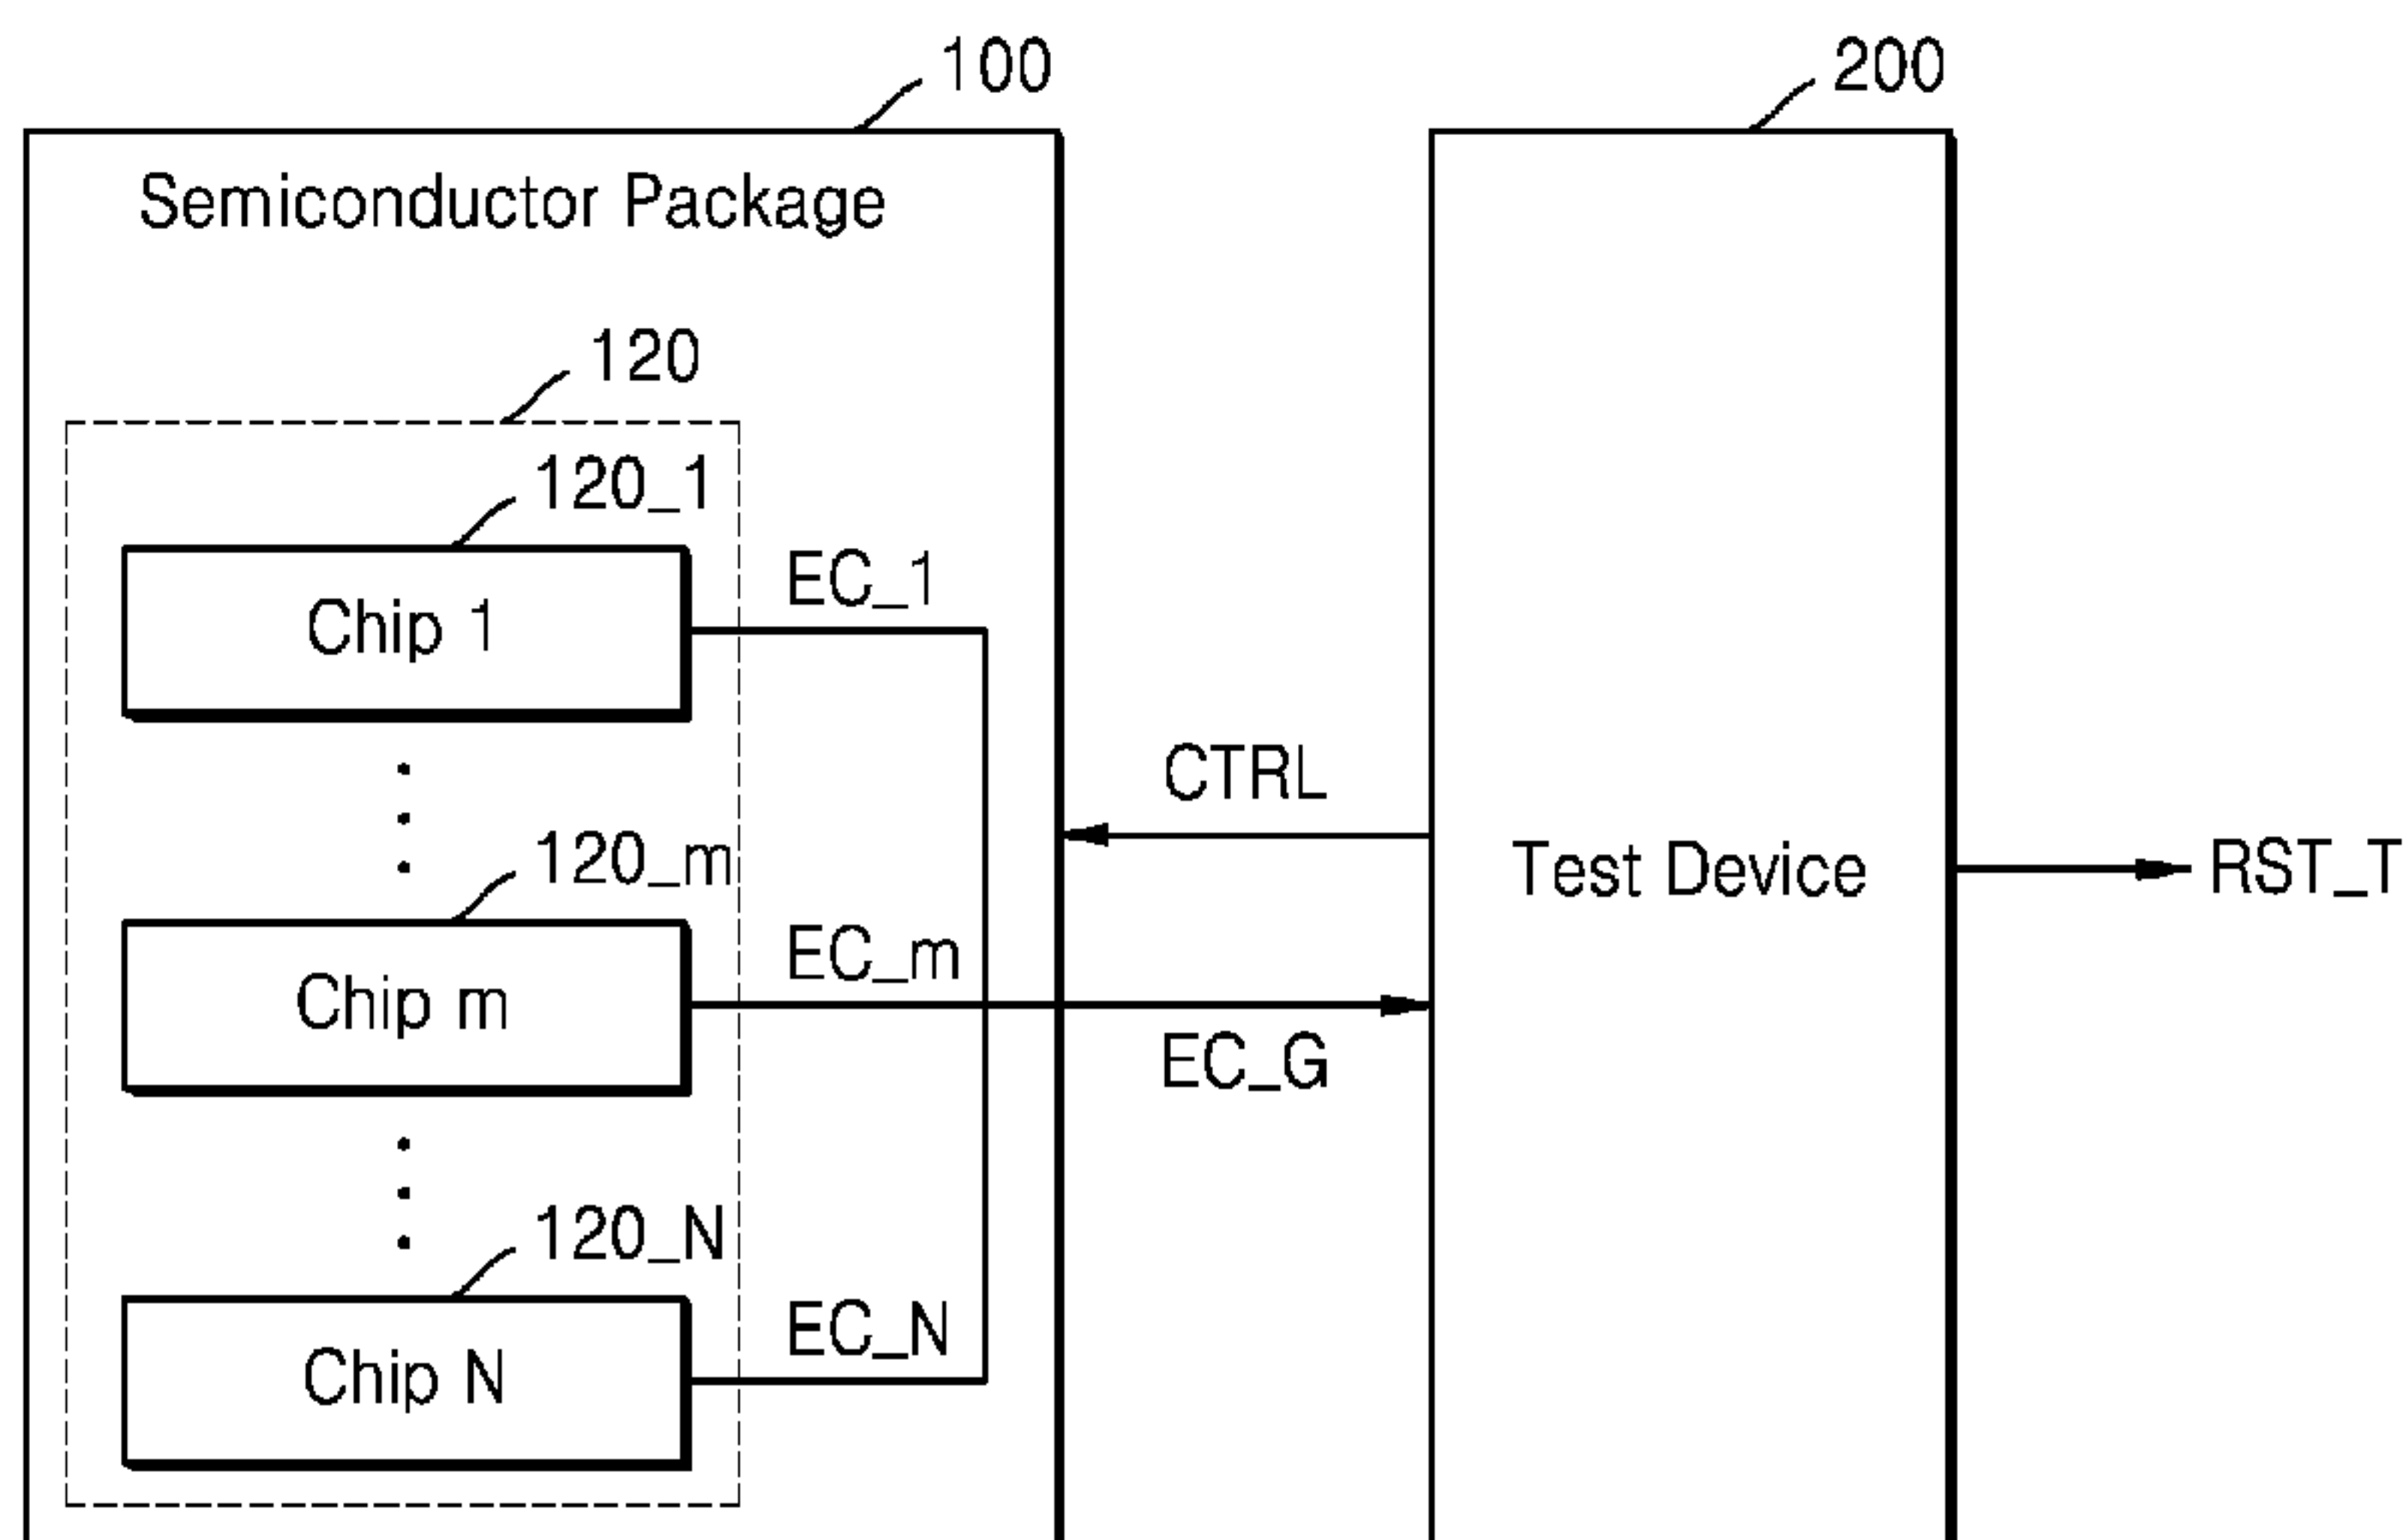 100
200
Semiconductor Package
120
120_1
Chip 1
EC_1
CTRL
120_m
Test Device
RST_T
Chip m
EC_m
EC_G
120_N
Chip N
EC_N